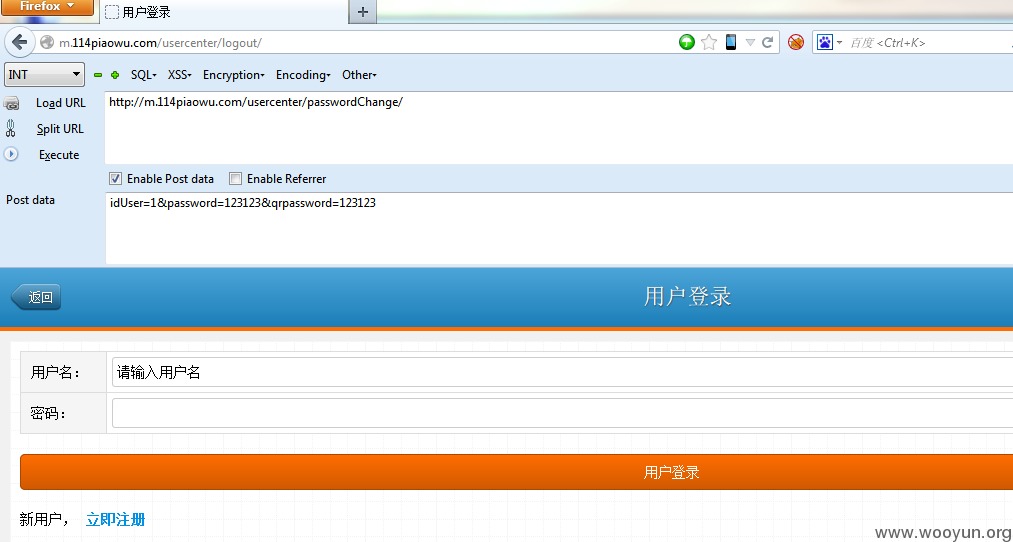 Firefox
用户登录
m.114piaowu.com/usercenter/logout/
百度 <Ctrl+K>
INT SQL XSS Encryption Encoding Other
Load URL
http://m.114piaowu.com/usercenter/passwordChange/
Split URL
Execute
Enable Post data Enable Referrer
Post data
idUser=1&password=123123&qrpassword=123123
返回
用户登录
用户名：
请输入用户名
密码：
用户登录
新用户， 立即注册
www.wooyun.org